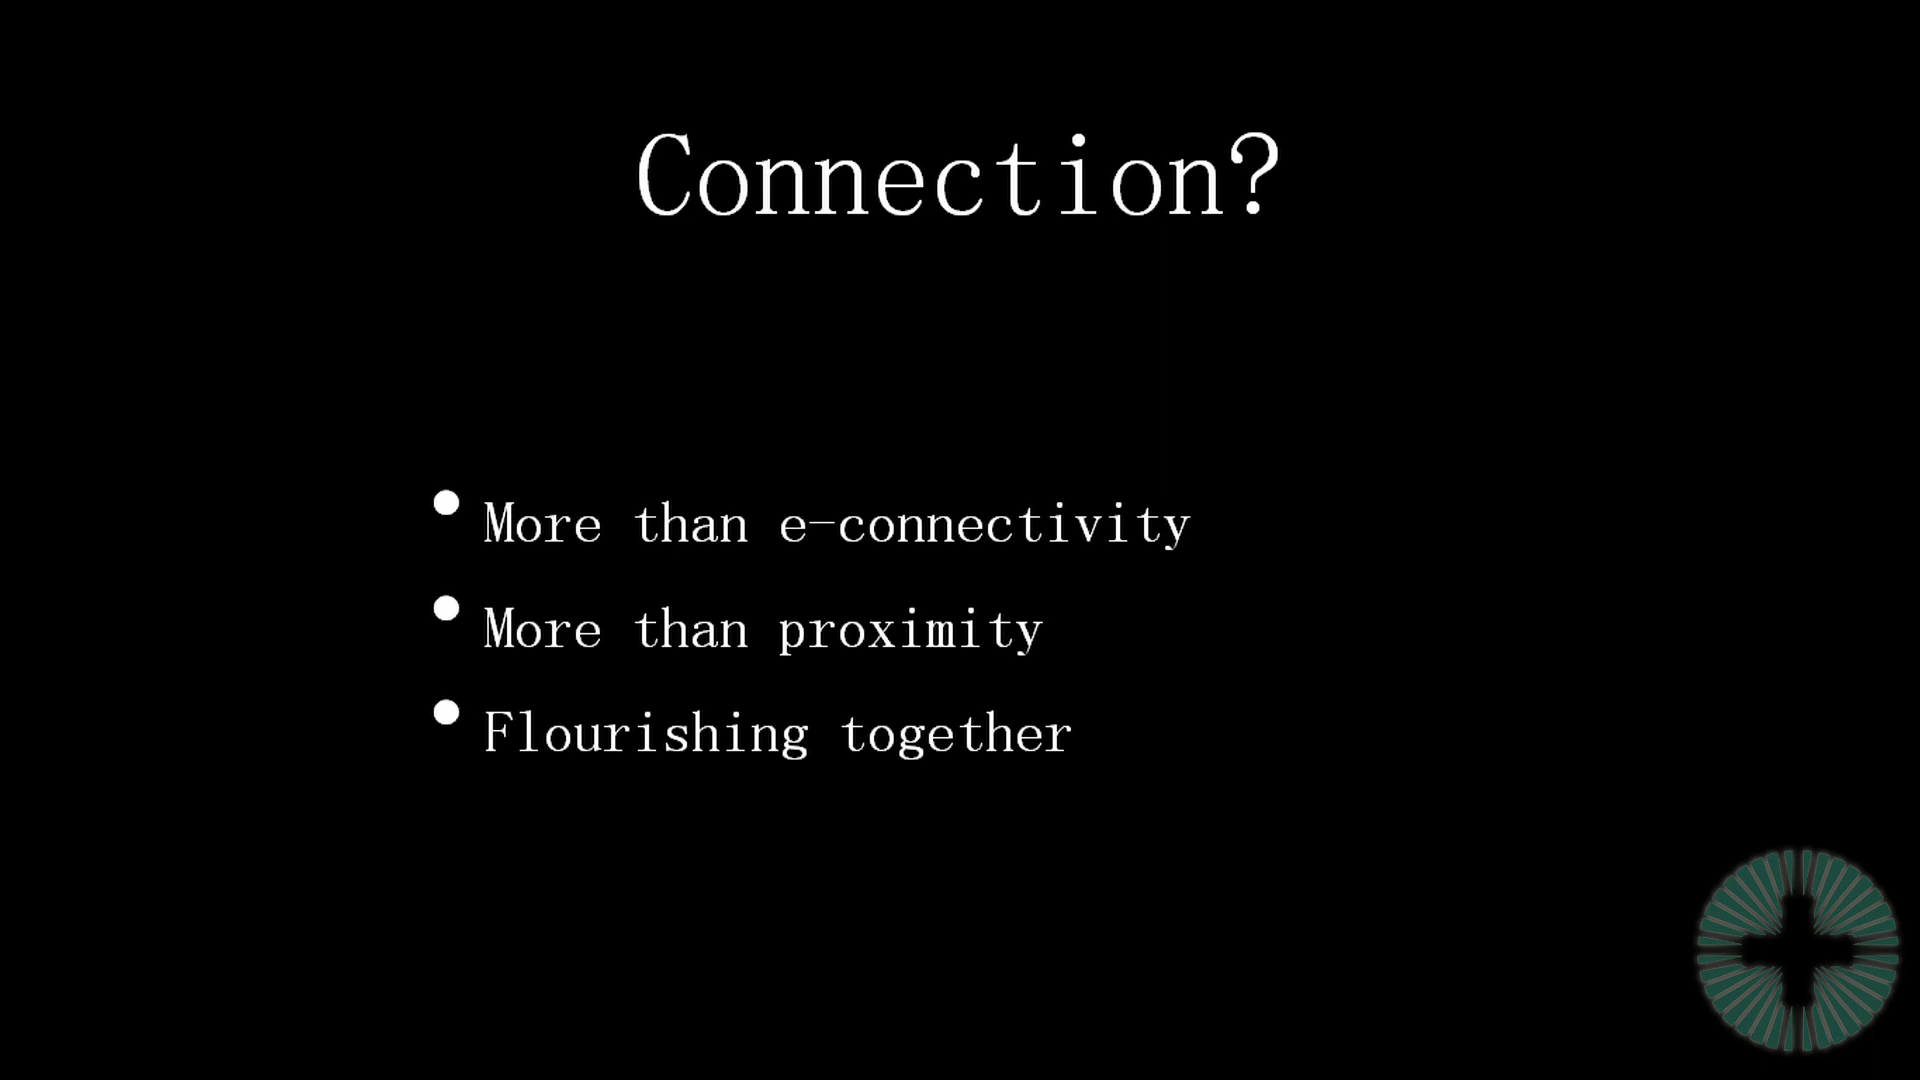 Connection?
• More than e-connectivity
• More than proximity
• Flourishing together